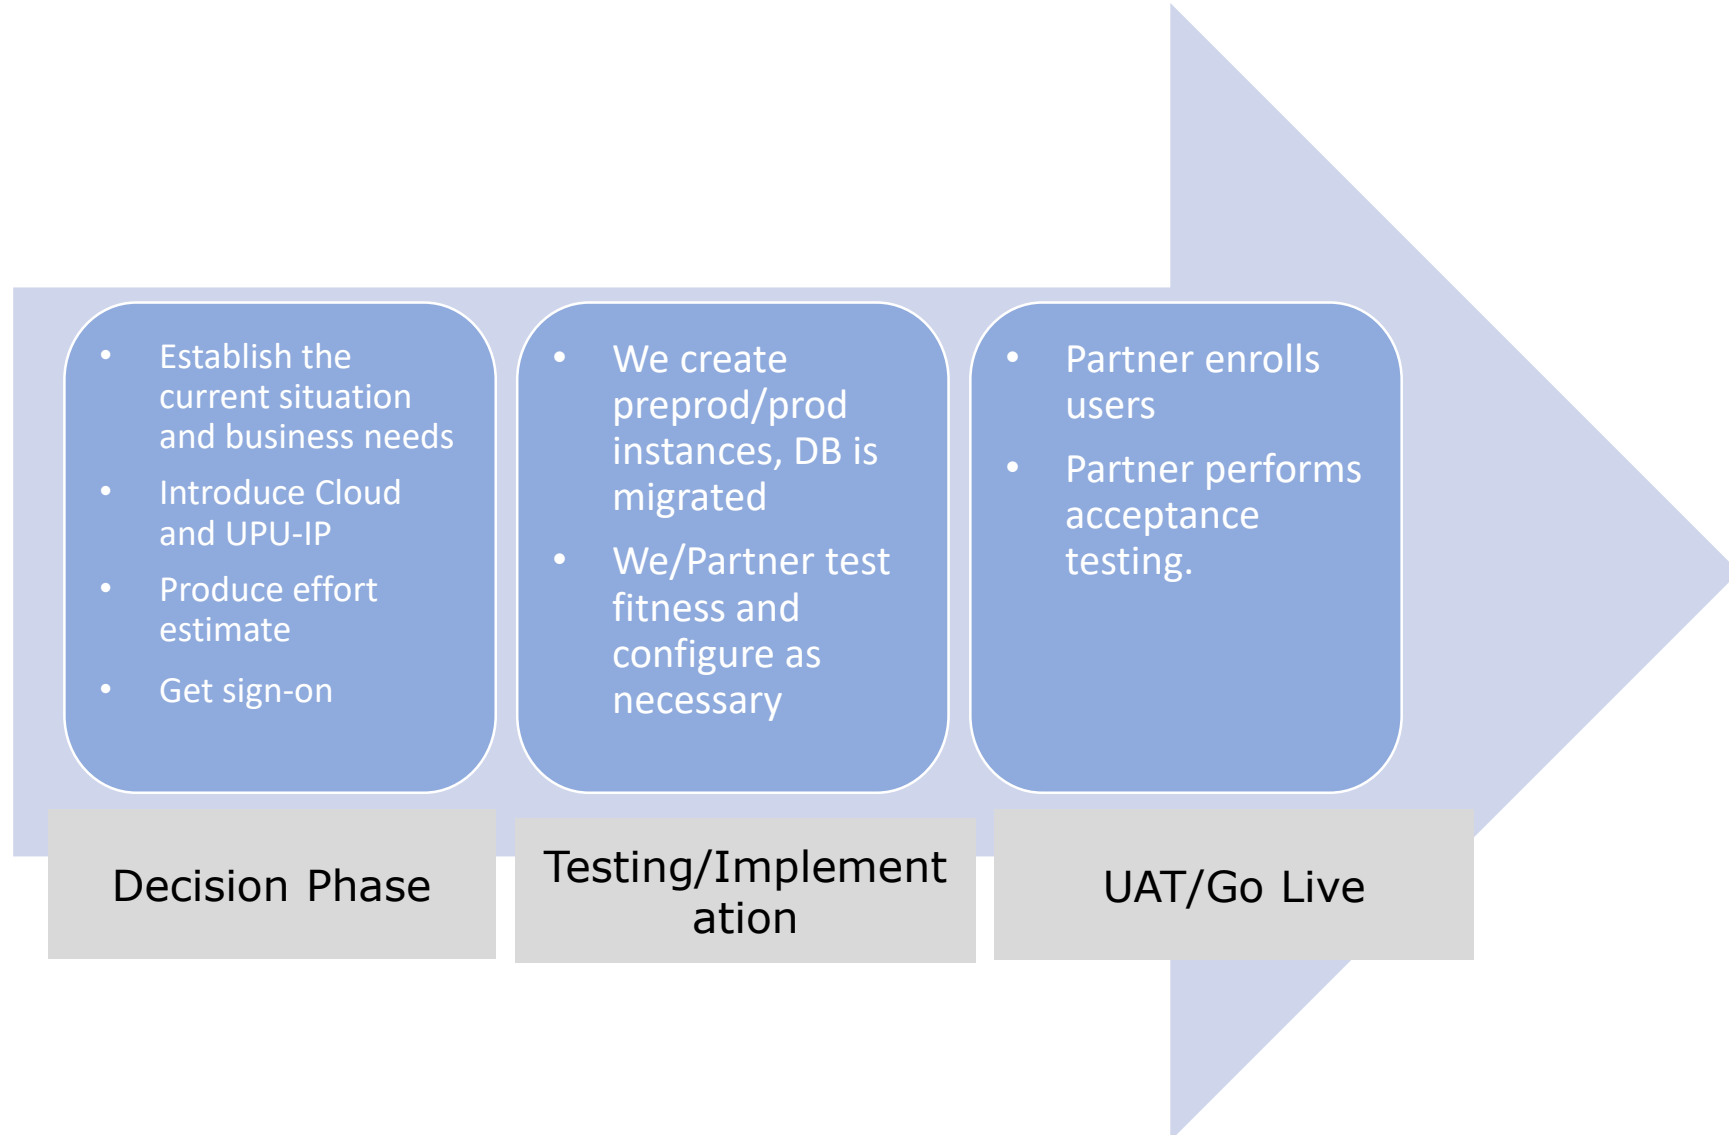 • Establish the
current situation
and business needs
• Introduce Cloud
and UPU-IP
• Produce effort
estimate
• Get sign-on
• We create
preprod/prod
instances, DB is
migrated
• We/Partner test
fitness and
configure as
necessary
• Partner enrolls
users
• Partner performs
acceptance
testing.
Decision Phase
Testing/Implement
ation
UAT/Go Live